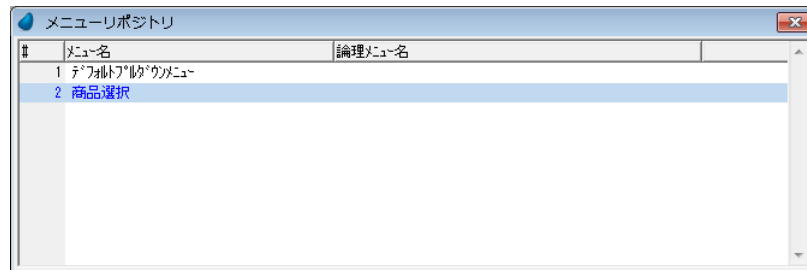 メニューリポジトリ
# ﾒﾆｭｰ名 論理ﾒﾆｭｰ名
1 ﾃﾞﾌｫﾙﾄﾌﾟﾙﾀﾞｳﾝﾒﾆｭｰ
2 商品選択